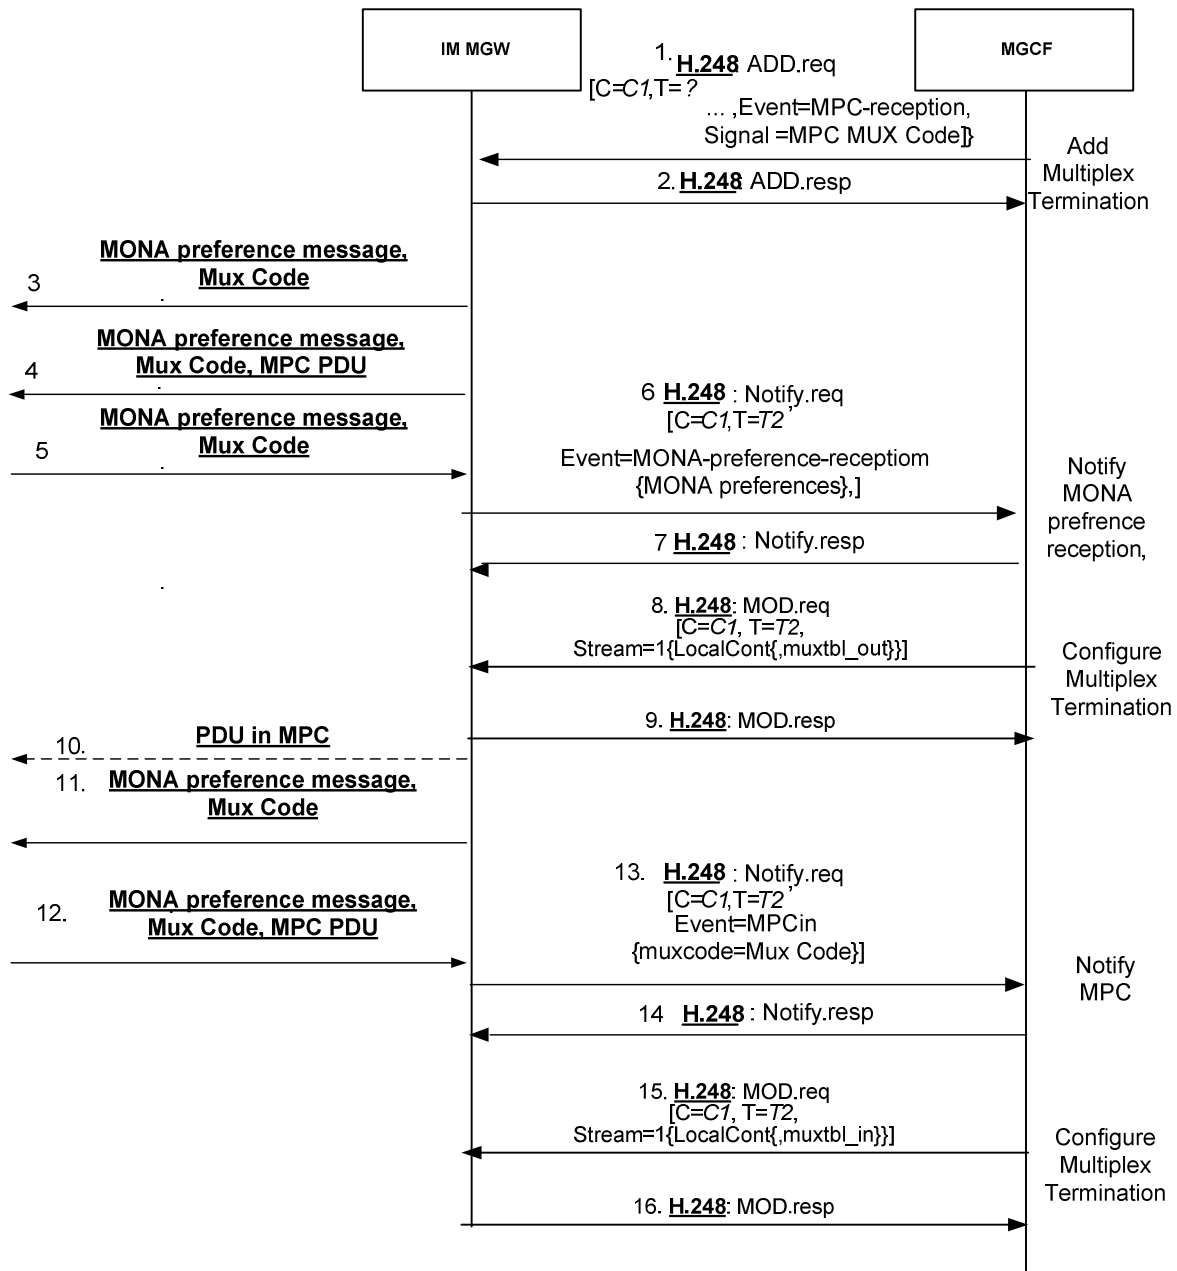 IM MGW
MGCF
1.
H.248: ADD.req
[C=C1,T=?
... ,Event=MPC-reception,
Signal =MPC MUX Code]}
Add
Multiplex
Termination
2. H.248: ADD.resp
MONA preference message,
Mux Code
3
MONA preference message,
Mux Code, MPC PDU
4
MONA preference message,
Mux Code
5
6 H.248 : Notify.req
[C=C1,T=T2,
Event=MONA-preference-receptiom
{MONA preferences},]
Notify
MONA
prefrence
reception,
7 H.248 : Notify.resp
8. H.248: MOD.req
[C=C1, T=T2,
Stream=1{LocalCont{,muxtbl_out}}]
Configure
Multiplex
Termination
9. H.248: MOD.resp
10.
PDU in MPC
11.
MONA preference message,
Mux Code
12.
MONA preference message,
Mux Code, MPC PDU
13. H.248 : Notify.req
[C=C1,T=T2,
Event=MPCin
{muxcode=Mux Code}]
Notify
MPC
14 H.248 : Notify.resp
15. H.248: MOD.req
[C=C1, T=T2,
Stream=1{LocalCont{,muxtbl_in}}]
Configure
Multiplex
Termination
16. H.248: MOD.resp